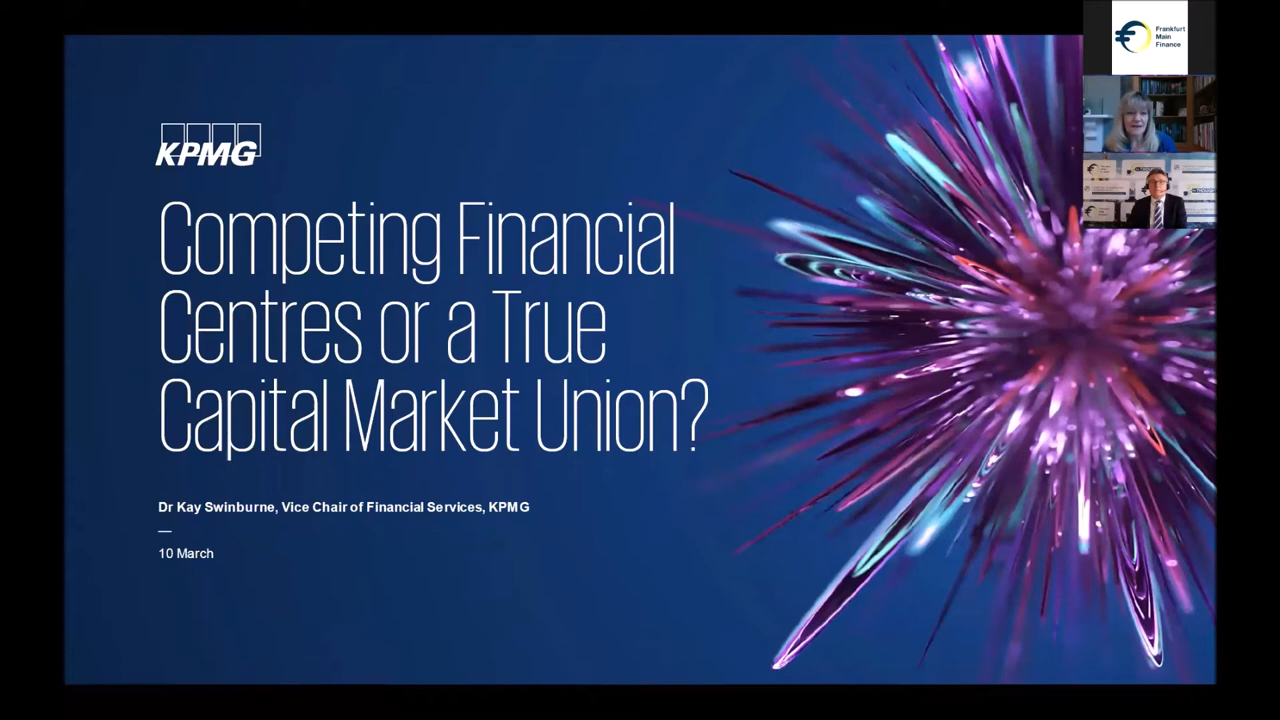 KPMG
Competing Financial
Centres or a True
Capital Market Union?
Dr Kay Swinburne, Vice Chair of Financial Services, KPMG
10 March
Frankfurt
Main
Finance